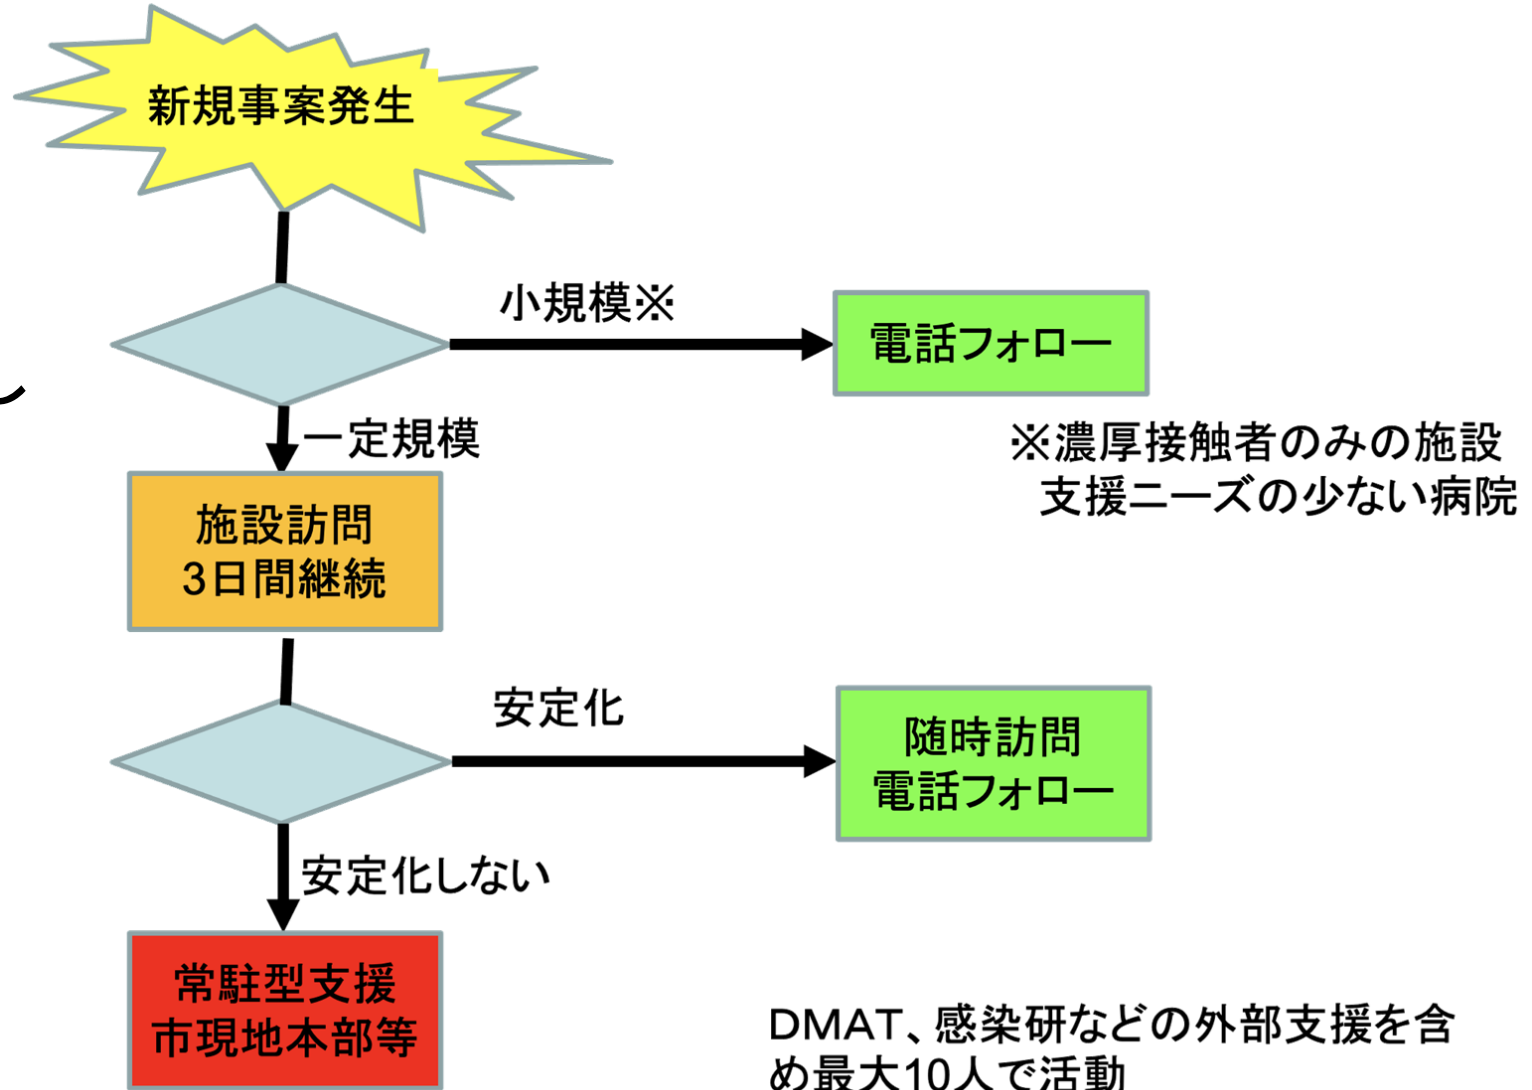 新規事案発生
小規模※
電話フォロー
一定規模
※濃厚接触者のみの施設
支援ニーズの少ない病院
施設訪問
3日間継続
安定化
随時訪問
電話フォロー
安定化しない
常駐型支援
市現地本部等
DMAT、感染研などの外部支援を含
め最大10人で活動